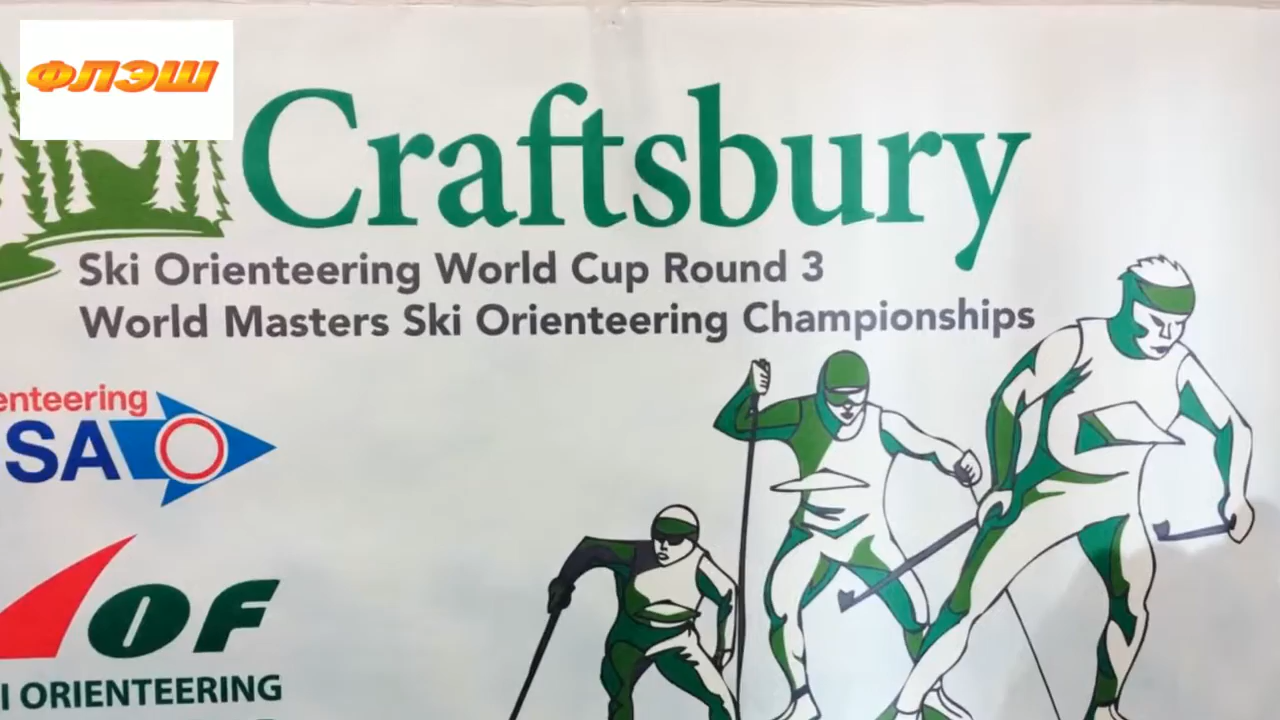 ФЛЭШ
Craftsbury
Ski Orienteering World Cup Round 3
World Masters Ski Orienteering Championships
enteering
SA
OF
I ORIENTEERING